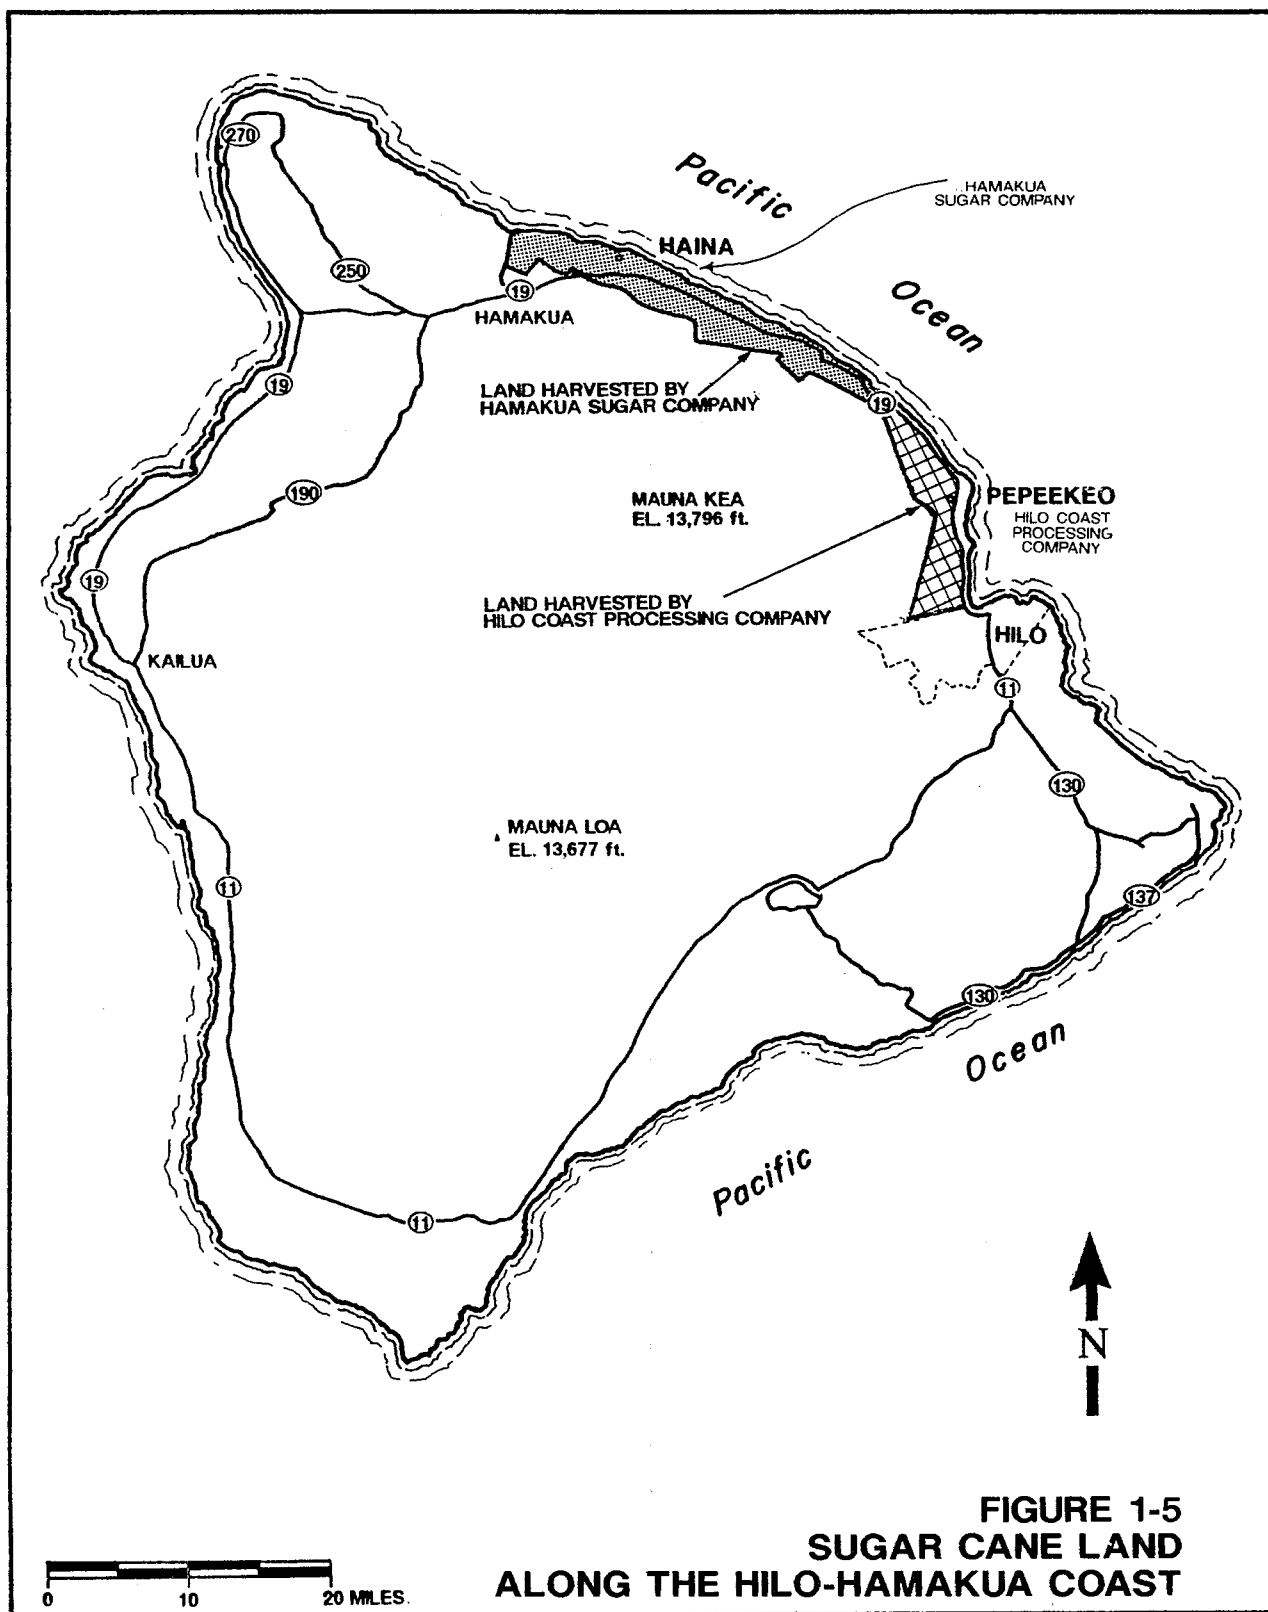 270
Pacific
HAMAKUA
SUGAR COMPANY
HAINA
250
19
Ocean
HAMAKUA
19
LAND HARVESTED BY
HAMAKUA SUGAR COMPANY
19
190
MAUNA KEA
EL. 13,796 ft.
PEPEEKEO
HILO COAST
PROCESSING
COMPANY
19
LAND HARVESTED BY
HILO COAST PROCESSING COMPANY
HILO
KAILUA
11
130
MAUNA LOA
EL. 13,677 ft.
11
137
130
Ocean
Pacific
11
N
FIGURE 1-5
SUGAR CANE LAND
ALONG THE HILO-HAMAKUA COAST
0 10 20 MILES.